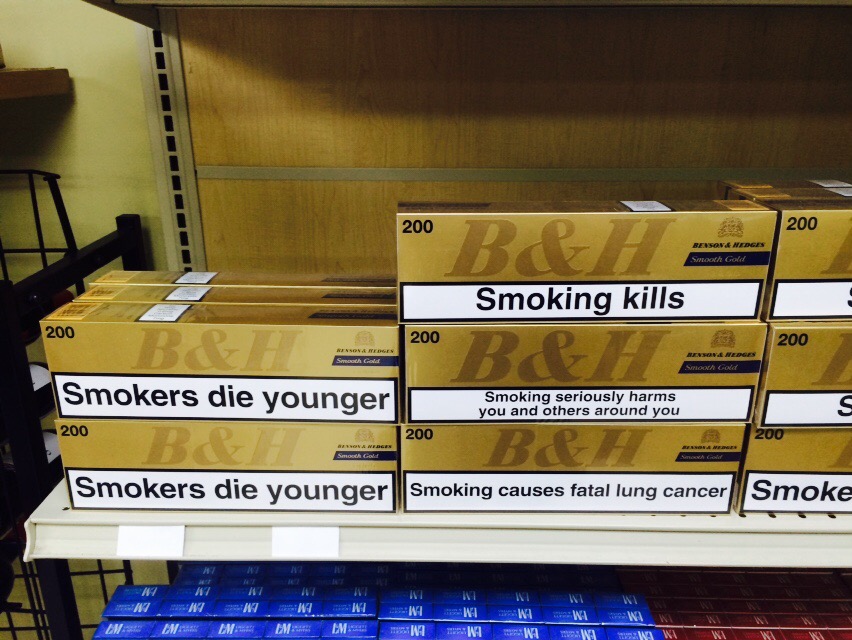 200
B&H
BENSON & HEDGES
Smooth Gold
Smoking kills
200
200
B&H
BENSON & HEDGES
Smooth Gold
Smokers die younger
200
B&H
BENSON & HEDGES
Smooth Gold
Smoking seriously harms
you and others around you
200
200
B&H
BENSON & HEDGES
Smooth Gold
Smokers die younger
200
B&H
BENSON & HEDGES
Smooth Gold
Smoking causes fatal lung cancer
200
Smoke
L&M
L&M
L&M
L&M